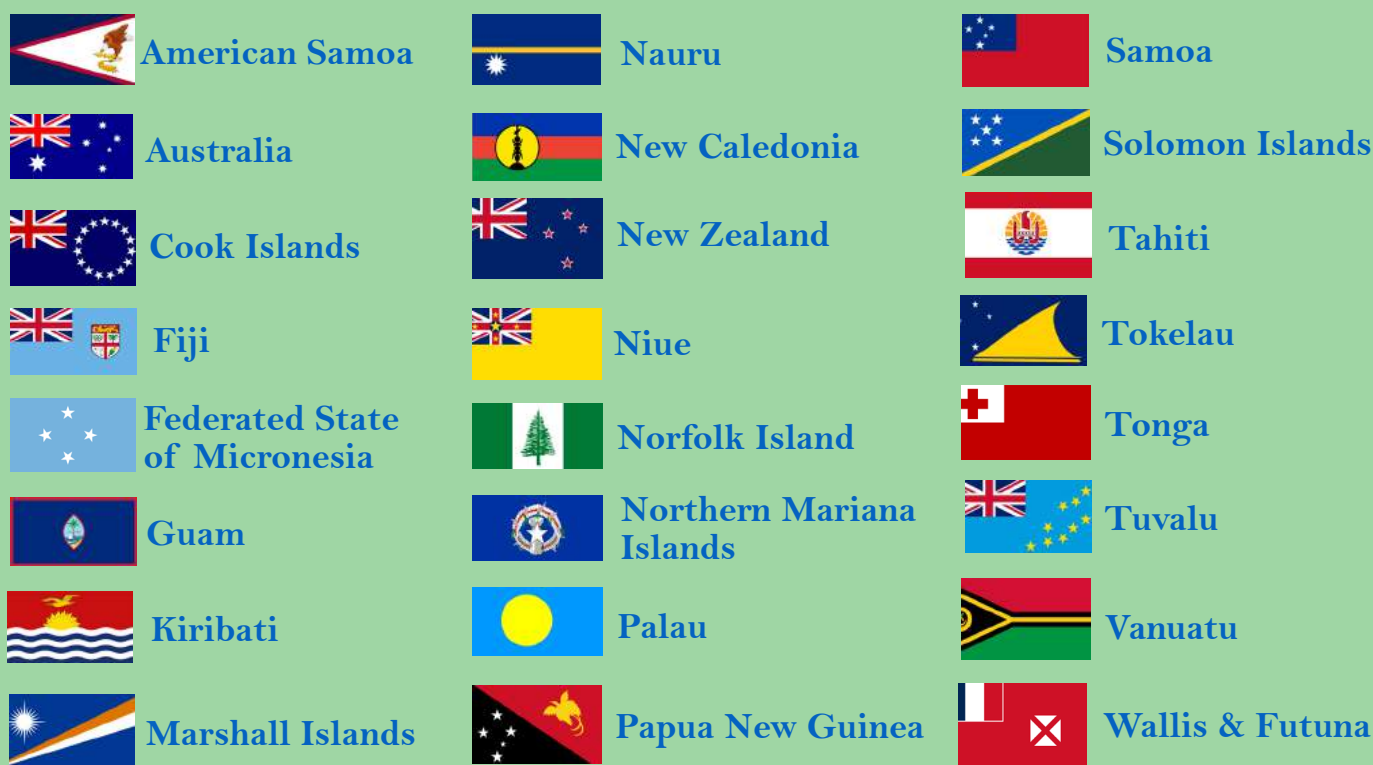 American Samoa
Australia
Cook Islands
Fiji
Federated State
of Micronesia
Guam
Kiribati
Marshall Islands
Nauru
New Caledonia
New Zealand
Niue
Norfolk Island
Northern Mariana
Islands
Palau
Papua New Guinea
Samoa
Solomon Islands
Tahiti
Tokelau
Tonga
Tuvalu
Vanuatu
Wallis & Futuna